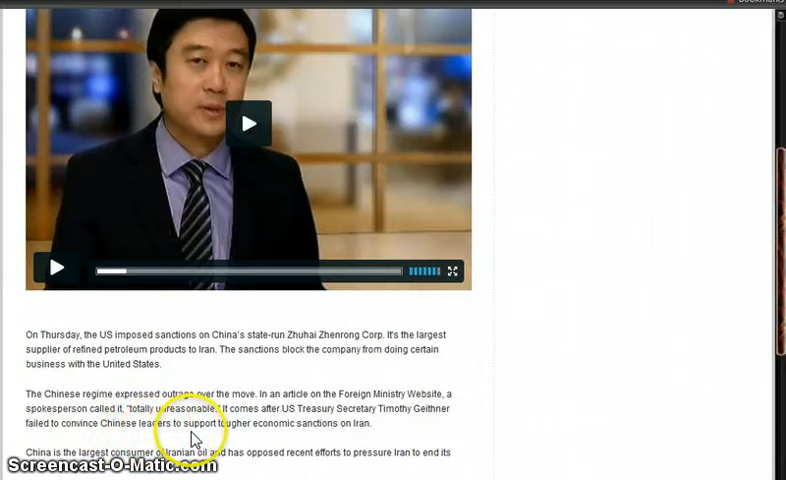 Bookmarks
On Thursday, the US imposed sanctions on China's state-run Zhuhai Zhenrong Corp. It's the largest
supplier of refined petroleum products to Iran. The sanctions block the company from doing certain
business with the United States.
The Chinese regime expressed outrage over the move. In an article on the Foreign Ministry Website, a
spokesperson called it, "totally unreasonable." It comes after US Treasury Secretary Timothy Geithner
failed to convince Chinese leaders to support tougher economic sanctions on Iran.
China is the largest consumer of Iranian oil and has opposed recent efforts to pressure Iran to end its
Screencast-O-Matic.com